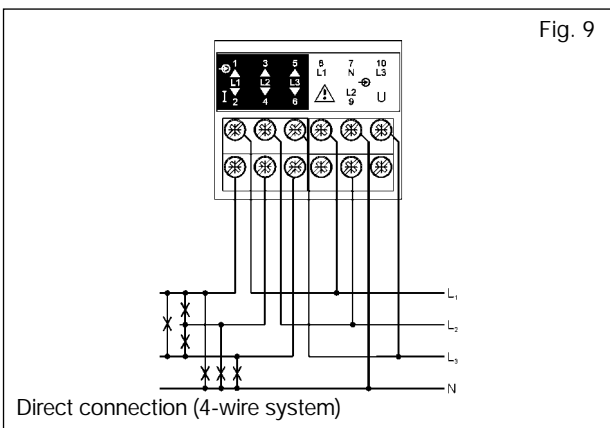 Fig. 9
1 3 5 8 7 10
L1 N L3
L1 L2 L3
I 2 4 6 L2 9 U
L₁
L₂
L₃
N
Direct connection (4-wire system)